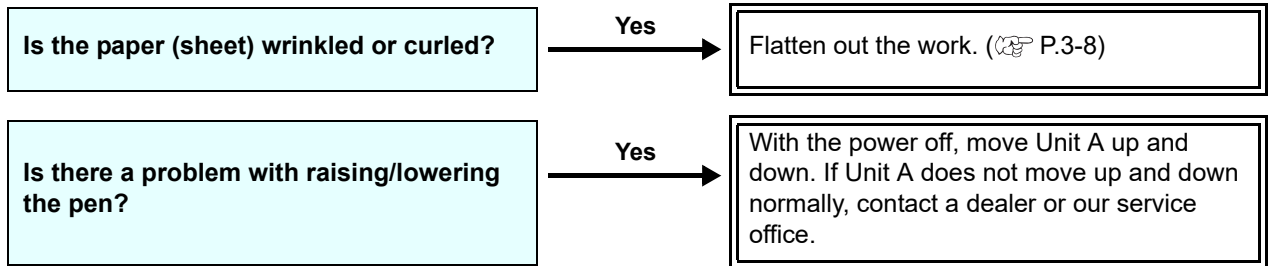 Is the paper (sheet) wrinkled or curled?
Yes
Flatten out the work. (☞ P.3-8)
Is there a problem with raising/lowering
the pen?
Yes
With the power off, move Unit A up and
down. If Unit A does not move up and down
normally, contact a dealer or our service
office.